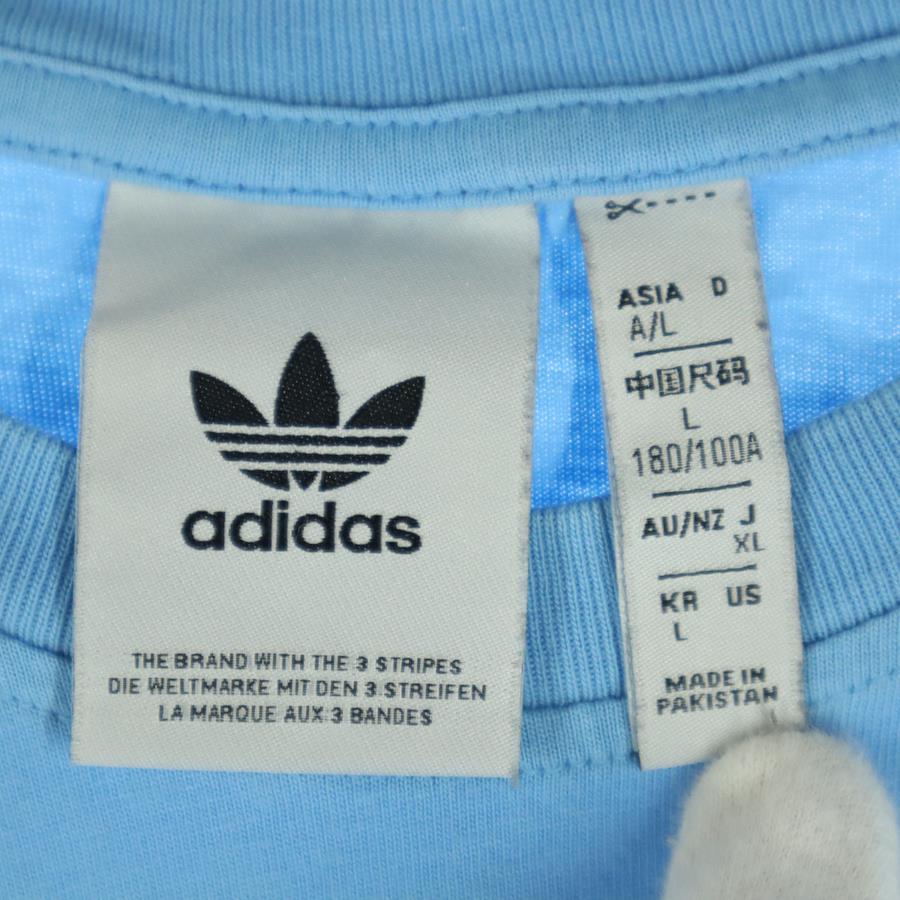 adidas
THE BRAND WITH THE 3 STRIPES
DIE WELTMARKE MIT DEN 3 STREIFEN
LA MARQUE AUX 3 BANDES
ASIA D
A/L
中国尺码
L
180/100A
AU/NZ J
XL
KR US
L
MADE IN
PAKISTAN